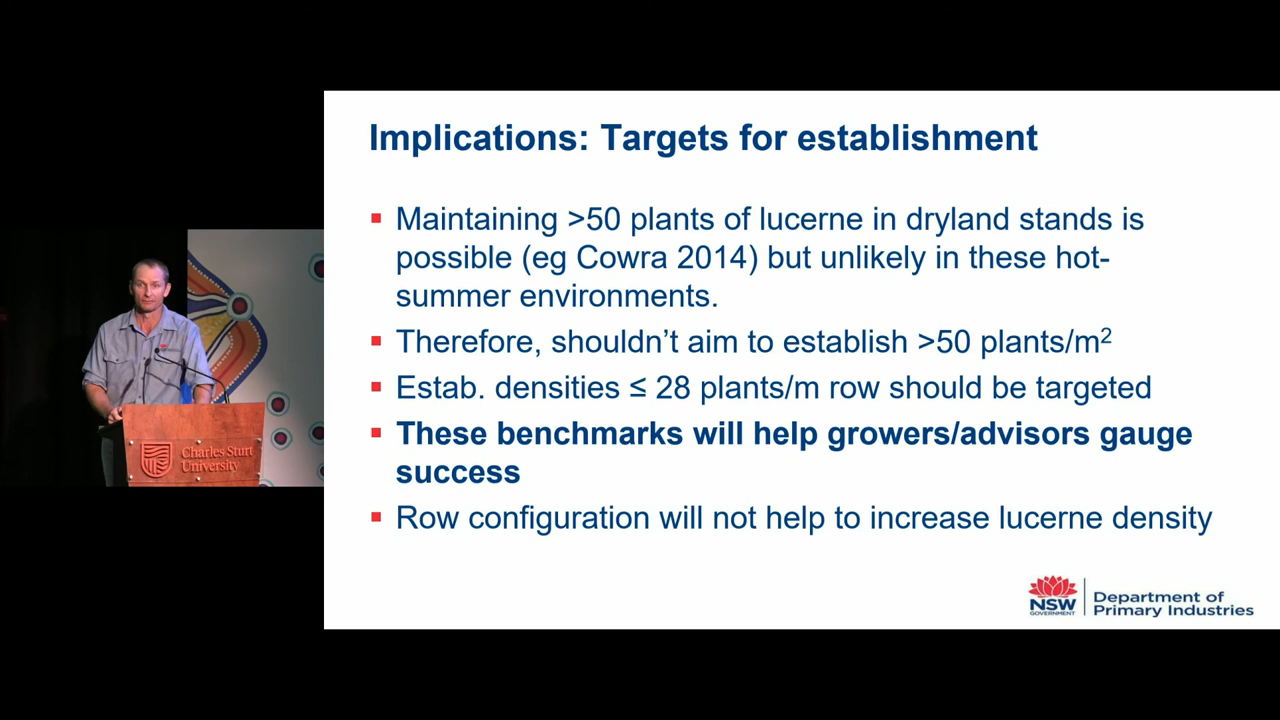 Implications: Targets for establishment
▪ Maintaining >50 plants of lucerne in dryland stands is
possible (eg Cowra 2014) but unlikely in these hot-
summer environments.
▪ Therefore, shouldn't aim to establish >50 plants/m²
▪ Estab. densities ≤ 28 plants/m row should be targeted
▪ These benchmarks will help growers/advisors gauge
success
▪ Row configuration will not help to increase lucerne density
NSW
GOVERNMENT
Department of
Primary Industries
Charles Sturt
University